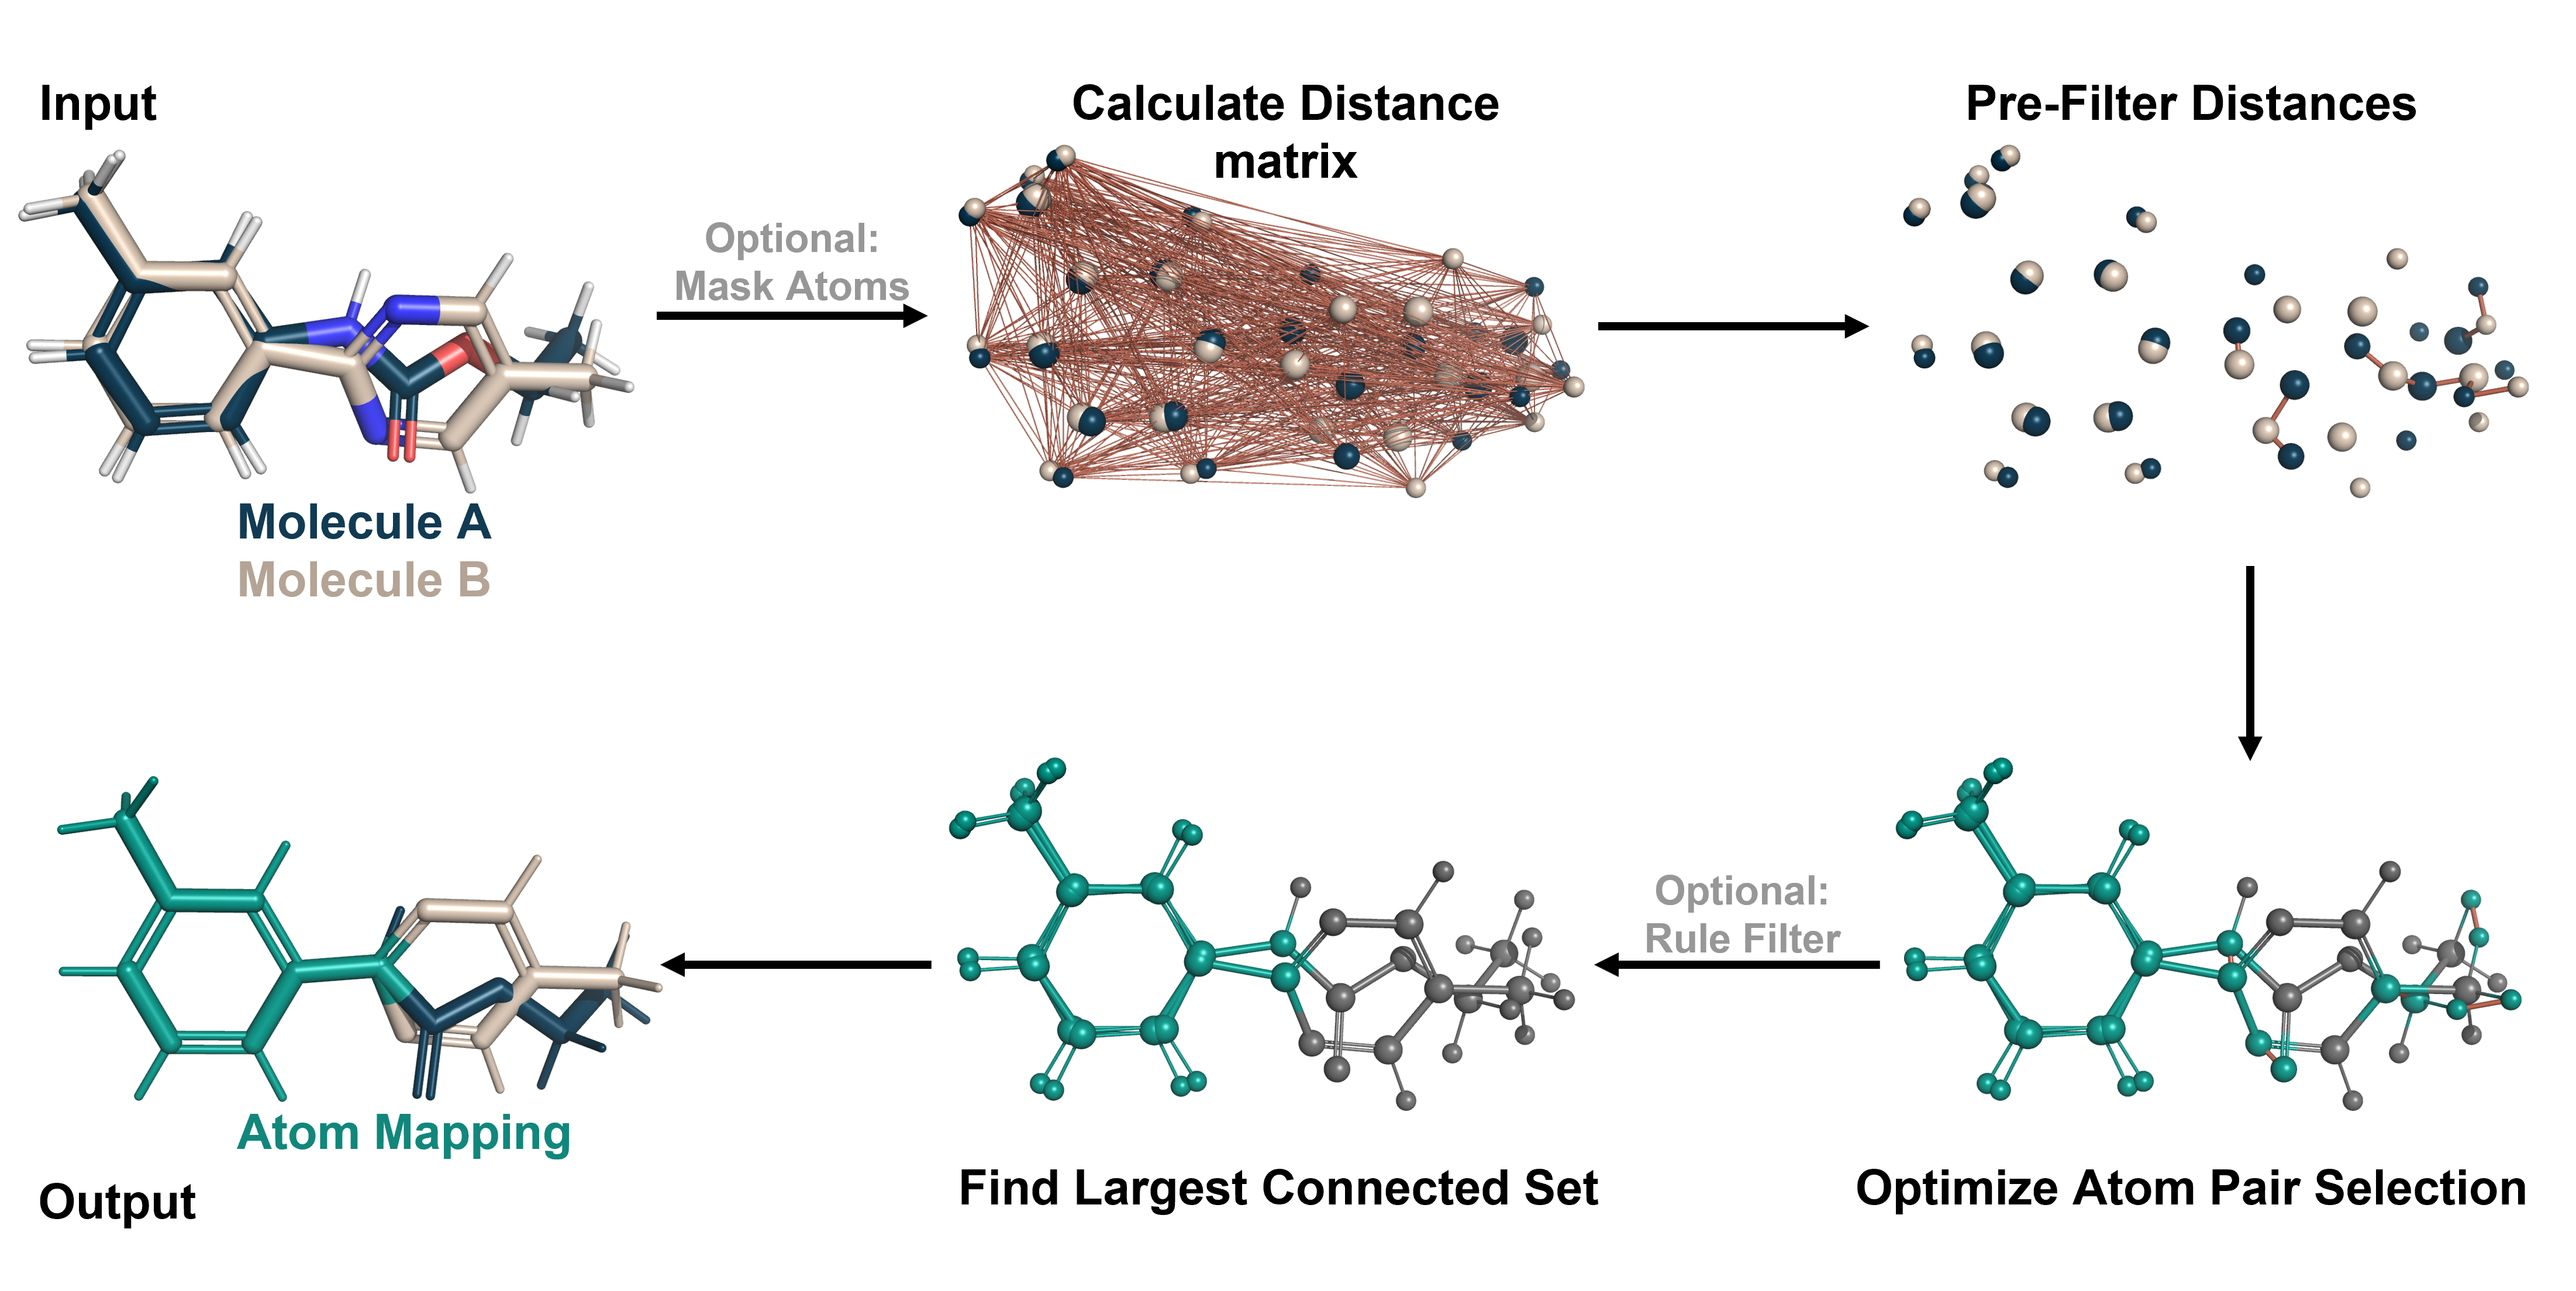 Input
Calculate Distance
matrix
Pre-Filter Distances
Optional:
Mask Atoms
Molecule A
Molecule B
Optional:
Rule Filter
Atom Mapping
Output
Find Largest Connected Set
Optimize Atom Pair Selection